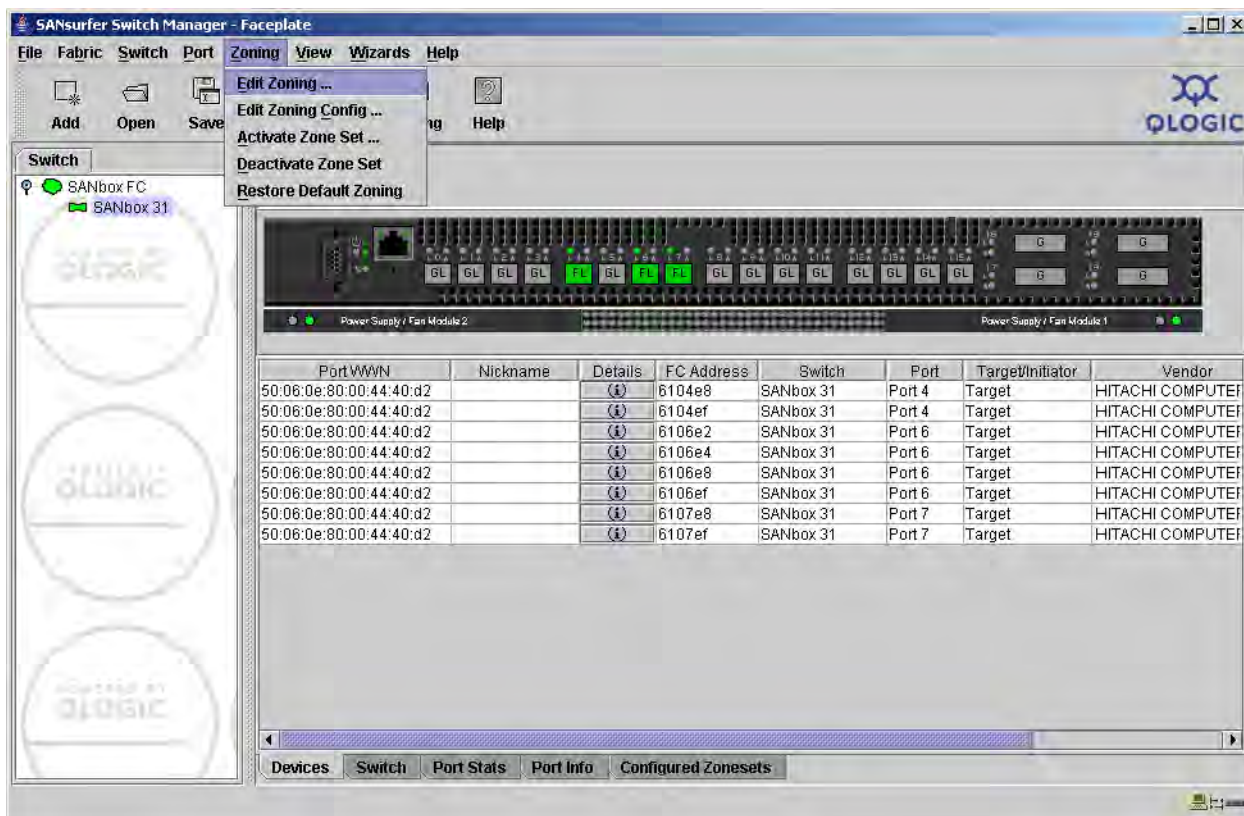 SANsurfer Switch Manager - Faceplate
File Fabric Switch Port Zoning View Wizards Help
Add Open Save Help
Edit Zoning ...
Edit Zoning Config ...
Activate Zone Set ...
Deactivate Zone Set
Restore Default Zoning
QLOGIC
Switch
SANbox FC
SANbox 31
GL GL GL GL FL GL FL FL GL GL GL GL GL GL GL GL G G
G G
Power Supply / Fan Module 2 Power Supply / Fan Module 1
Port WWN Nickname Details FC Address Switch Port Target/Initiator Vendor
50:06:0e:80:00:44:40:d2 6104e8 SANbox 31 Port 4 Target HITACHI COMPUTER
50:06:0e:80:00:44:40:d2 6104ef SANbox 31 Port 4 Target HITACHI COMPUTER
50:06:0e:80:00:44:40:d2 6106e2 SANbox 31 Port 6 Target HITACHI COMPUTER
50:06:0e:80:00:44:40:d2 6106e4 SANbox 31 Port 6 Target HITACHI COMPUTER
50:06:0e:80:00:44:40:d2 6106e8 SANbox 31 Port 6 Target HITACHI COMPUTER
50:06:0e:80:00:44:40:d2 6106ef SANbox 31 Port 6 Target HITACHI COMPUTER
50:06:0e:80:00:44:40:d2 6107e8 SANbox 31 Port 7 Target HITACHI COMPUTER
50:06:0e:80:00:44:40:d2 6107ef SANbox 31 Port 7 Target HITACHI COMPUTER
Devices Switch Port Stats Port Info Configured Zonesets